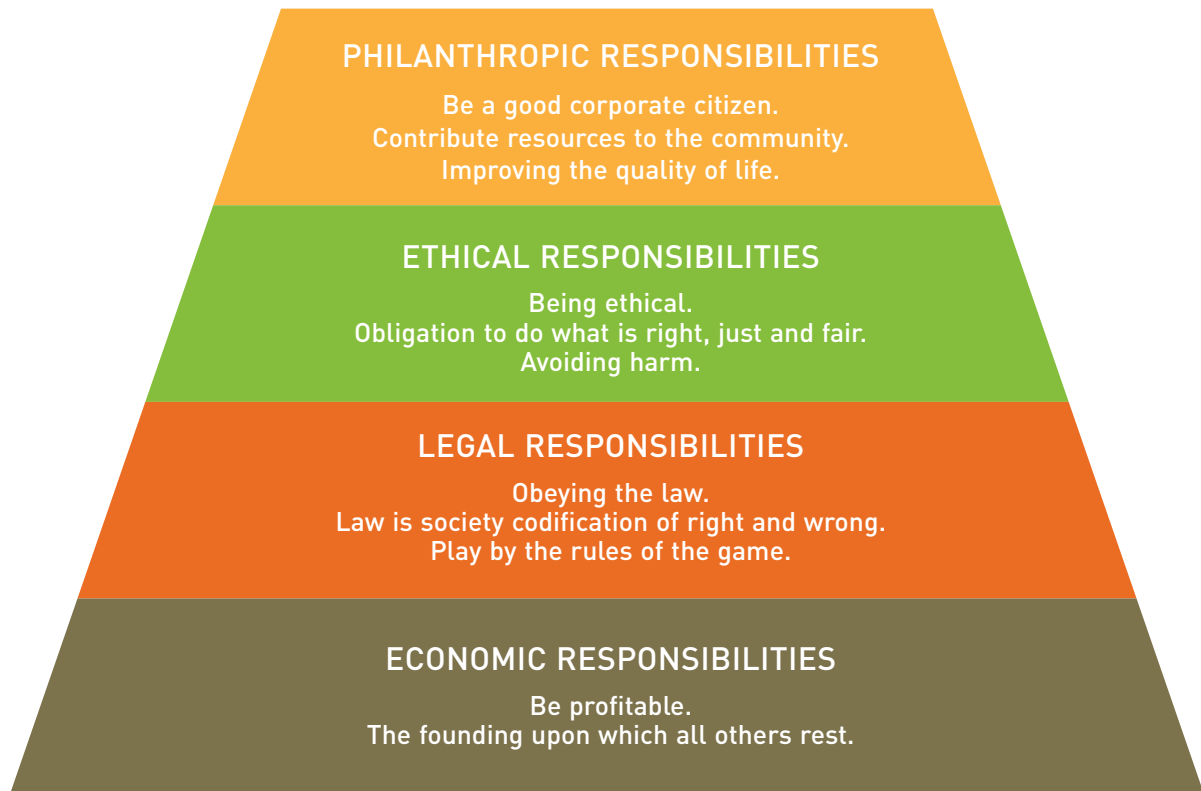 PHILANTHROPIC RESPONSIBILITIES
Be a good corporate citizen.
Contribute resources to the community.
Improving the quality of life.
ETHICAL RESPONSIBILITIES
Being ethical.
Obligation to do what is right, just and fair.
Avoiding harm.
LEGAL RESPONSIBILITIES
Obeying the law.
Law is society codification of right and wrong.
Play by the rules of the game.
ECONOMIC RESPONSIBILITIES
Be profitable.
The founding upon which all others rest.